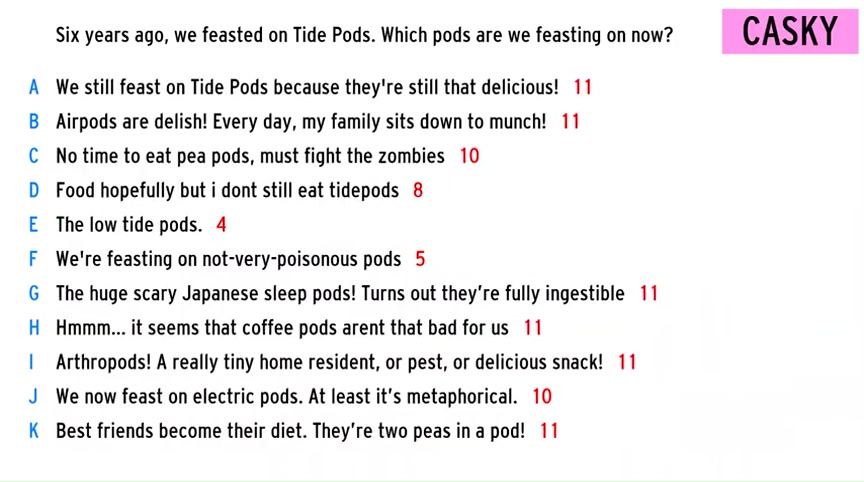 Six years ago, we feasted on Tide Pods. Which pods are we feasting on now?
CASKY
A We still feast on Tide Pods because they're still that delicious! 11
B Airpods are delish! Every day, my family sits down to munch! 11
C No time to eat pea pods, must fight the zombies 10
D Food hopefully but i dont still eat tidepods 8
E The low tide pods. 4
F We're feasting on not-very-poisonous pods 5
G The huge scary Japanese sleep pods! Turns out they’re fully ingestible 11
H Hmmm... it seems that coffee pods arent that bad for us 11
I Arthropods! A really tiny home resident, or pest, or delicious snack! 11
J We now feast on electric pods. At least it’s metaphorical. 10
K Best friends become their diet. They’re two peas in a pod! 11